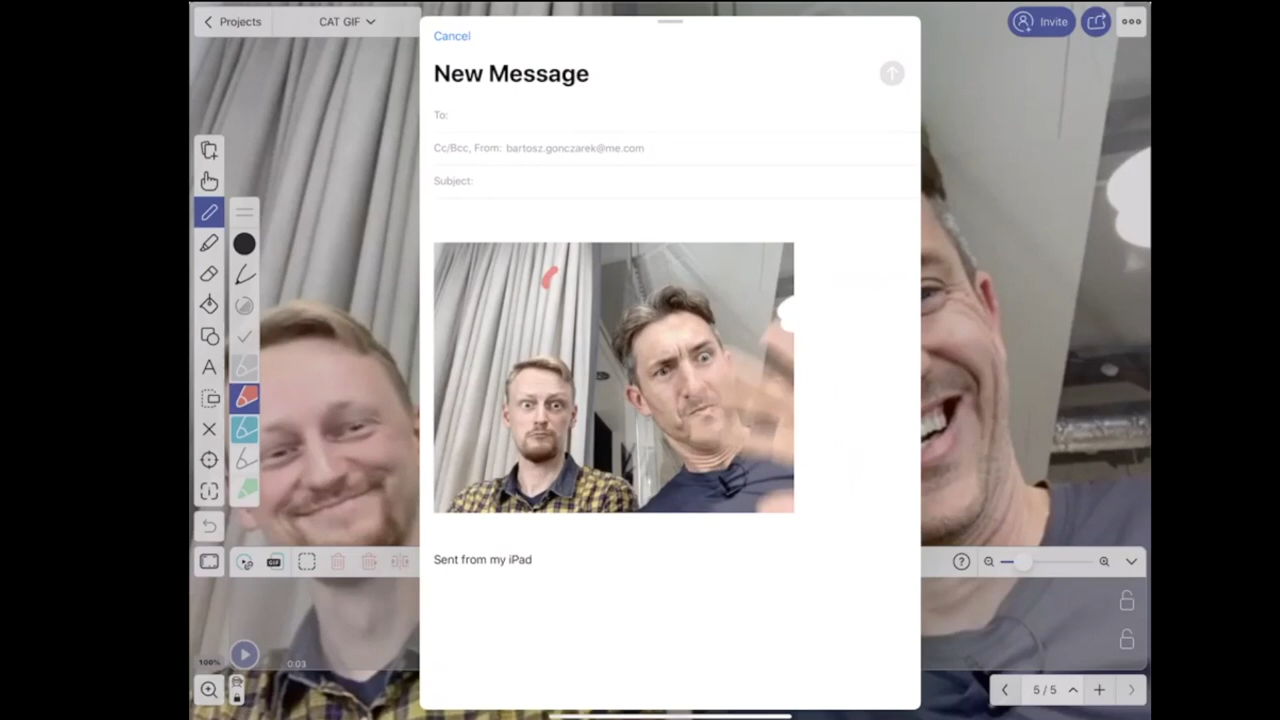 Projects
CAT GIF
Invite
Cancel
New Message
To:
Cc/Bcc, From: bartosz.gonczarek@me.com
Subject:
A
GIF
Sent from my iPad
0:03
100%
5/5